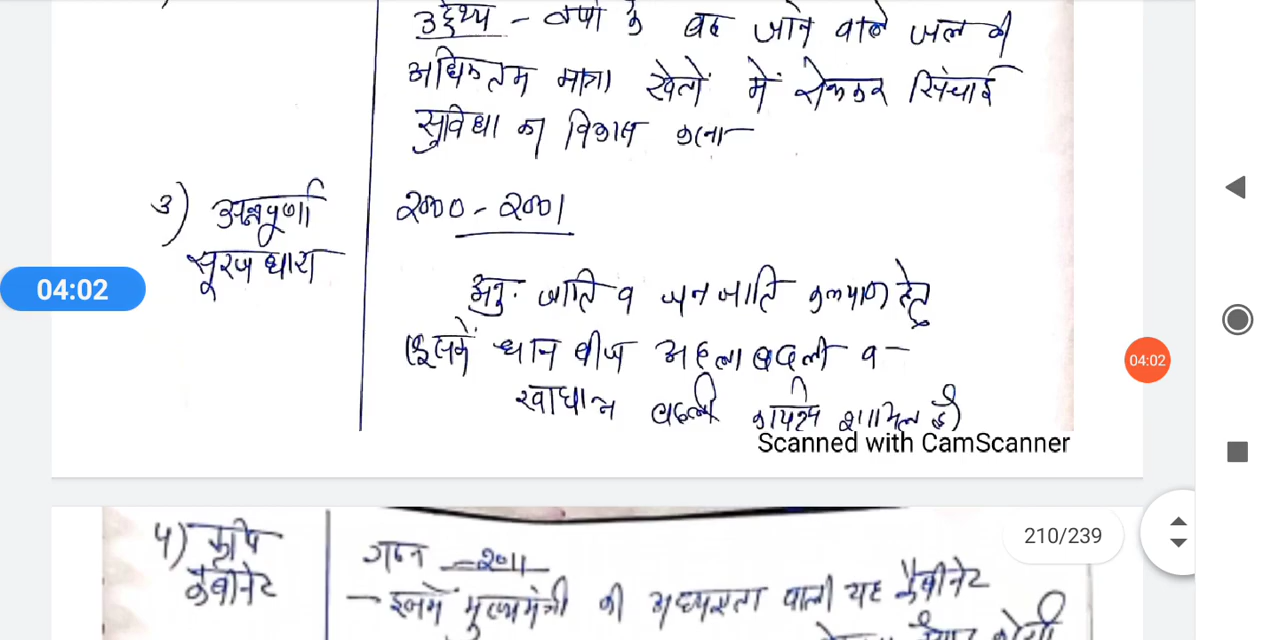 उद्देश्य - वर्षा के बह जाने वाले जल की
अधिकतम मात्रा खेतों में रोककर सिंचाई
सुविधा का विकास करना
3) अन्नपूर्णा सूरज धारा
2000-2001
अनु. जाति व जनजाति कल्याण हेतु
(इसमें धान बीज अदला बदली व -
खाद्यान्न बदली कार्यक्रम शामिल है)
Scanned with CamScanner
04:02
04:02
210/239
4) कृषि कैबीनेट
गठन - 2011
- इसमें मुख्यमंत्री की अध्यक्षता वाली यह कैबीनेट